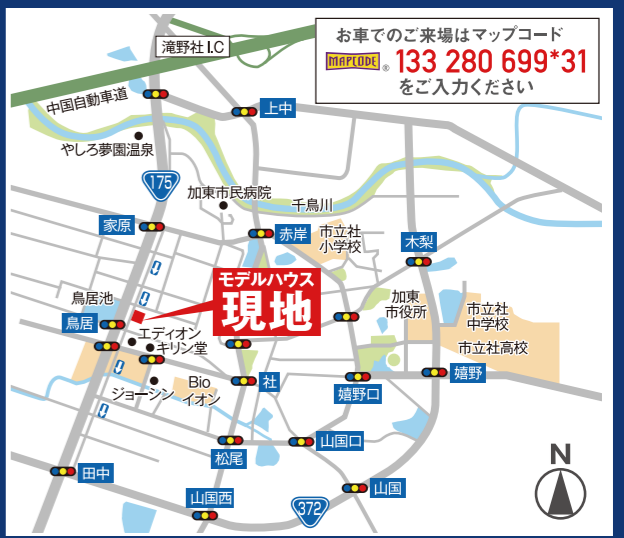 お車でのご来場はマップコード
MAPCODE ® 133 280 699*31
をご入力ください
滝野社I.C
中国自動車道
上中
やしろ夢園温泉
175
加東市民病院
千鳥川
家原
赤岸
市立社
小学校
木梨
モデルハウス
現地
鳥居池
鳥居
エディオン
キリン堂
加東
市役所
市立社
中学校
市立社高校
ジョーシン
Bio
イオン
社
嬉野口
嬉野
松尾
山国口
田中
山国西
372
山国
N